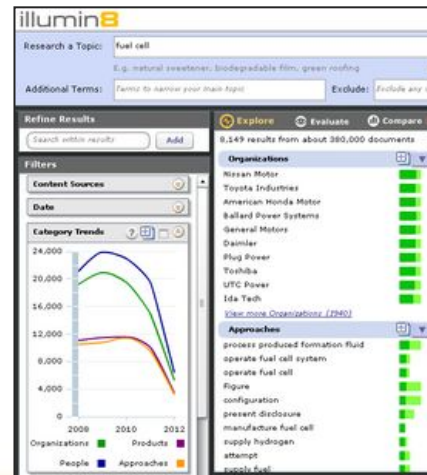 illumin8
Research a Topic: fuel cell
E.g. natural sweetener, biodegradable film, green roofing
Additional Terms: Terms to narrow your main topic Exclude: Exclude any
Refine Results
Search within results Add
Filters
Content Sources
Date
Category Trends ?
24,000
20,000
16,000
12,000
8,000
4,000
0
2008 2010 2012
Organizations Products
People Approaches
Explore Evaluate Compare
8,149 results from about 380,000 documents
Organizations
Nissan Motor
Toyota Industries
American Honda Motor
Ballard Power Systems
General Motors
Daimler
Plug Power
Toshiba
UTC Power
Ida Tech
View more Organizations (1940)
Approaches
process produced formation fluid
operate fuel cell system
operate fuel cell
Figure
configuration
present disclosure
manufacture fuel cell
supply hydrogen
attempt
supply fuel